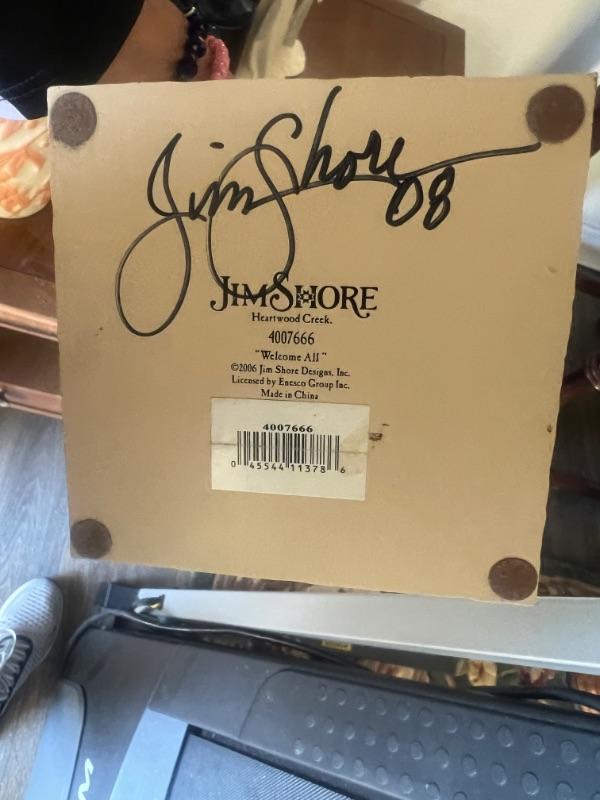 Jim Shore
08
JIM SHORE
Heartwood Creek.
4007666
"Welcome All"
©2006 Jim Shore Designs, Inc.
Licensed by Enesco Group Inc.
Made in China
4007666
0 45544 11378 6